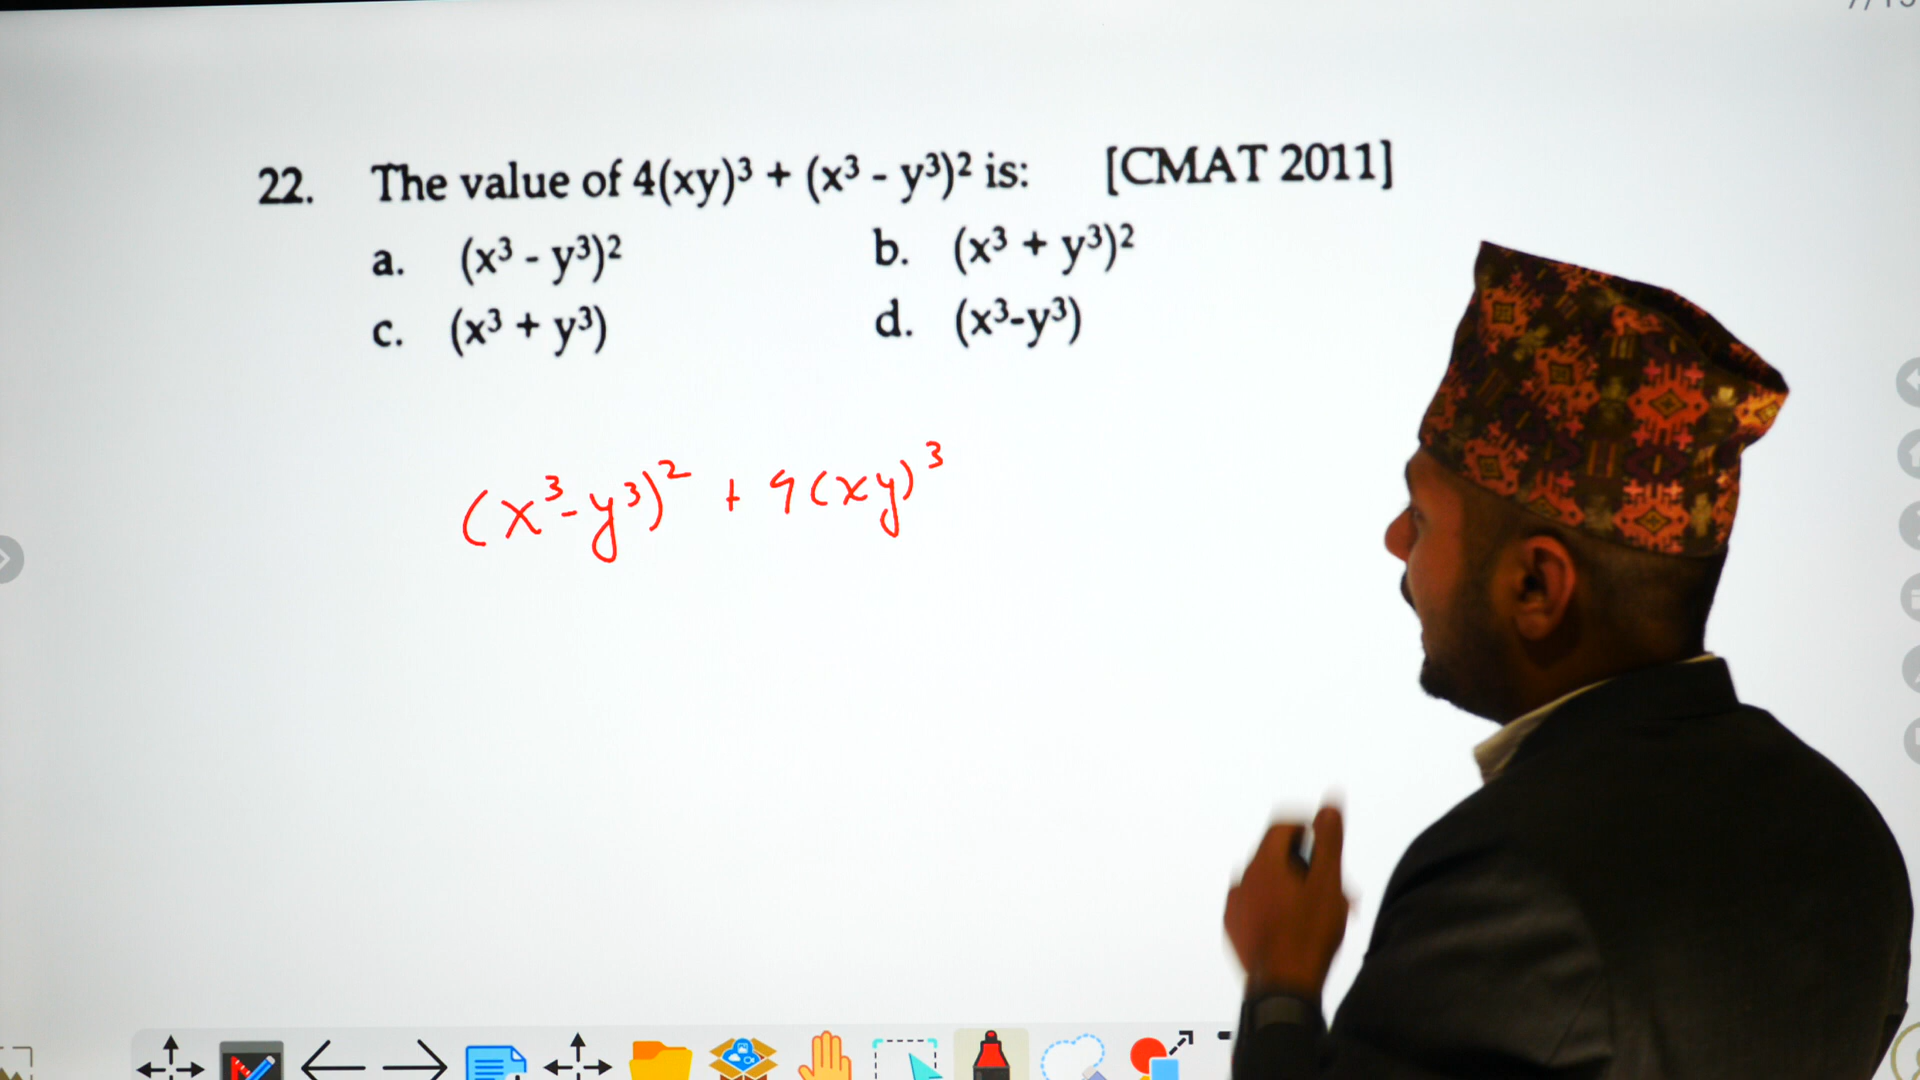 22. The value of 4(xy)³ + (x³ - y³)² is: [CMAT 2011]
a. (x³ - y³)² b. (x³ + y³)²
c. (x³ + y³) d. (x³-y³)
(x³-y³)² + 4(xy)³